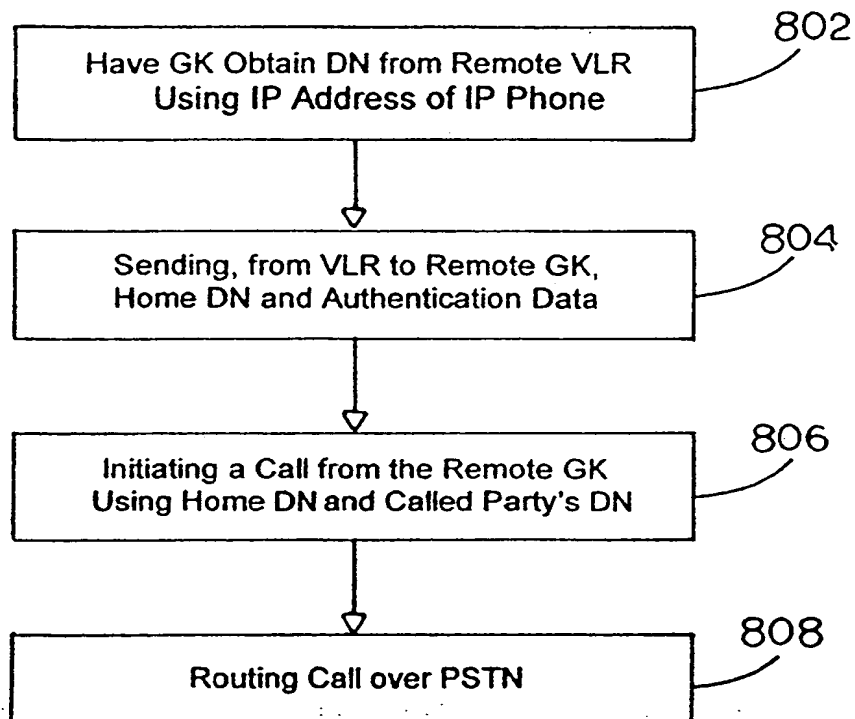 802
Have GK Obtain DN from Remote VLR
Using IP Address of IP Phone
804
Sending, from VLR to Remote GK,
Home DN and Authentication Data
806
Initiating a Call from the Remote GK
Using Home DN and Called Party's DN
808
Routing Call over PSTN